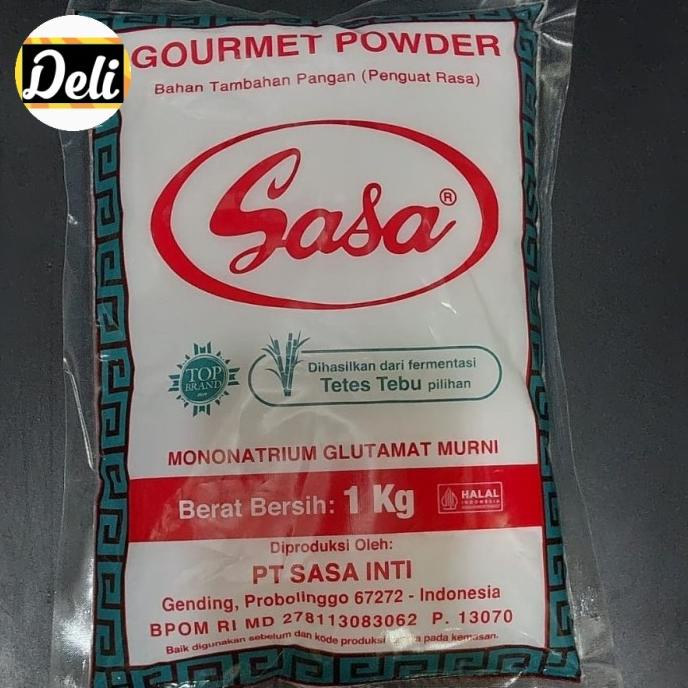 Deli
GOURMET POWDER
Bahan Tambahan Pangan (Penguat Rasa)
Sasa®
TOP
BRAND
Dihasilkan dari fermentasi
Tetes Tebu pilihan
MONONATRIUM GLUTAMAT MURNI
Berat Bersih: 1 Kg
HALAL
INDONESIA
Diproduksi Oleh:
PT SASA INTI
Gending, Probolinggo 67272 - Indonesia
BPOM RI MD 278113083062 P. 13070
Baik digunakan sebelum dan kode produksi pada kemasan.